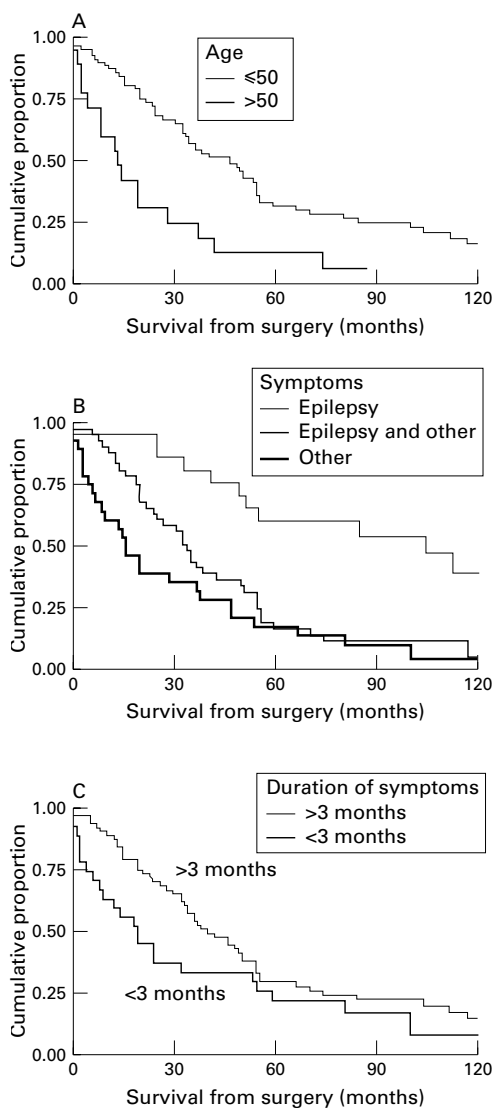 A
1.00
0.75
0.50
0.25
0.00
Cumulative proportion
Age
⩽50
>50
0 30 60 90 120
Survival from surgery (months)
B
1.00
0.75
0.50
0.25
0.00
Cumulative proportion
Symptoms
Epilepsy
Epilepsy and other
Other
0 30 60 90 120
Survival from surgery (months)
C
1.00
0.75
0.50
0.25
0.00
Cumulative proportion
Duration of symptoms
>3 months
<3 months
>3 months
<3 months
0 30 60 90 120
Survival from surgery (months)